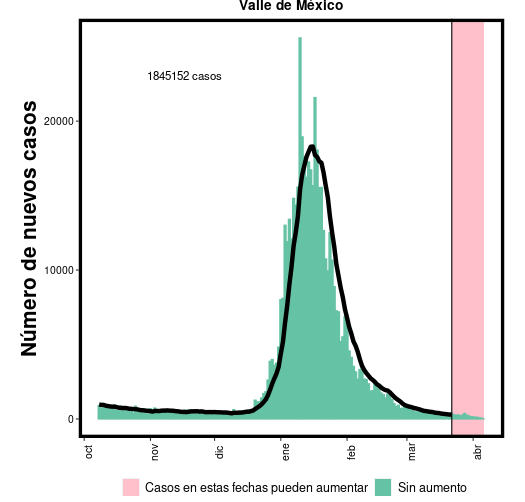 Valle de México
1845152 casos
Número de nuevos casos
20000
10000
0
oct
nov
dic
ene
feb
mar
abr
Casos en estas fechas pueden aumentar
Sin aumento